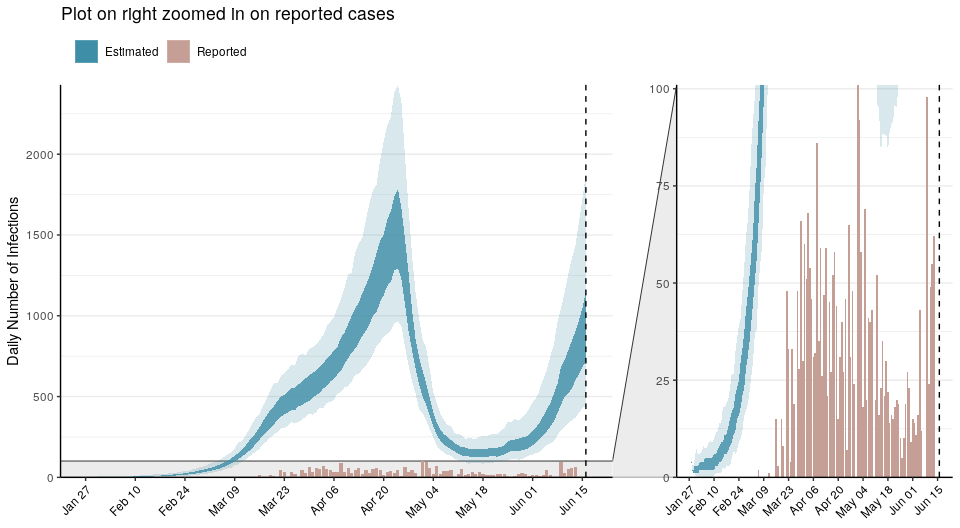 Plot on right zoomed in on reported cases
Estimated Reported
Daily Number of Infections
2000
1500
1000
500
0
Jan 27 Feb 10 Feb 24 Mar 09 Mar 23 Apr 06 Apr 20 May 04 May 18 Jun 01 Jun 15
100
75
50
25
0
Jan 27 Feb 10 Feb 24 Mar 09 Mar 23 Apr 06 Apr 20 May 04 May 18 Jun 01 Jun 15